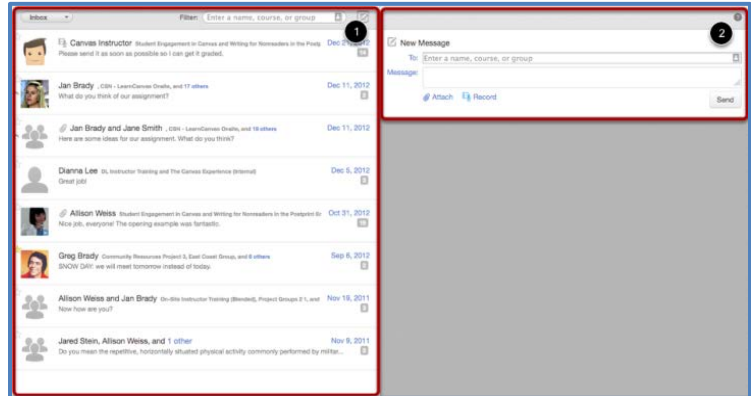 Inbox
Filter: Enter a name, course, or group
1
Canvas Instructor Student Engagement in Canvas and Writing for Nonreaders in the Postp Dec 2
Please send it as soon as possible so I can get it graded.
Jan Brady , CSN - LearnCanvas Onsite, and 17 others Dec 11, 2012
What do you think of our assignment?
Jan Brady and Jane Smith , CSN - LearnCanvas Onsite, and 18 others Dec 11, 2012
Here are some ideas for our assignment. What do you think?
Dianna Lee DL Instructor Training and The Canvas Experience (Internal) Dec 5, 2012
Great job!
Allison Weiss Student Engagement in Canvas and Writing for Nonreaders in the Postprint Er Oct 31, 2012
Nice job, everyone! The opening example was fantastic.
Greg Brady Community Resources Project 3, East Coast Group, and 6 others Sep 6, 2012
SNOW DAY: we will meet tomorrow instead of today.
Allison Weiss and Jan Brady On-Site Instructor Training (Blended), Project Groups 2 1, and Nov 19, 2011
Now how are you?
Jared Stein, Allison Weiss, and 1 other Nov 9, 2011
Do you mean the repetitive, horizontally situated physical activity commonly performed by militar...
2
New Message
To: Enter a name, course, or group
Message:
Attach Record
Send